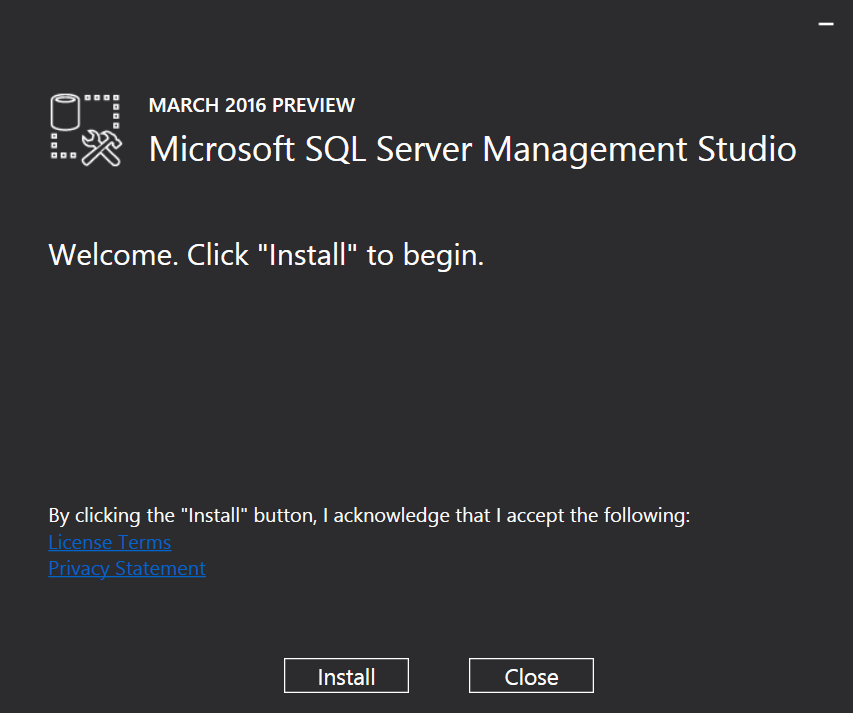 MARCH 2016 PREVIEW
Microsoft SQL Server Management Studio
Welcome. Click "Install" to begin.
By clicking the "Install" button, I acknowledge that I accept the following:
License Terms
Privacy Statement
Install
Close